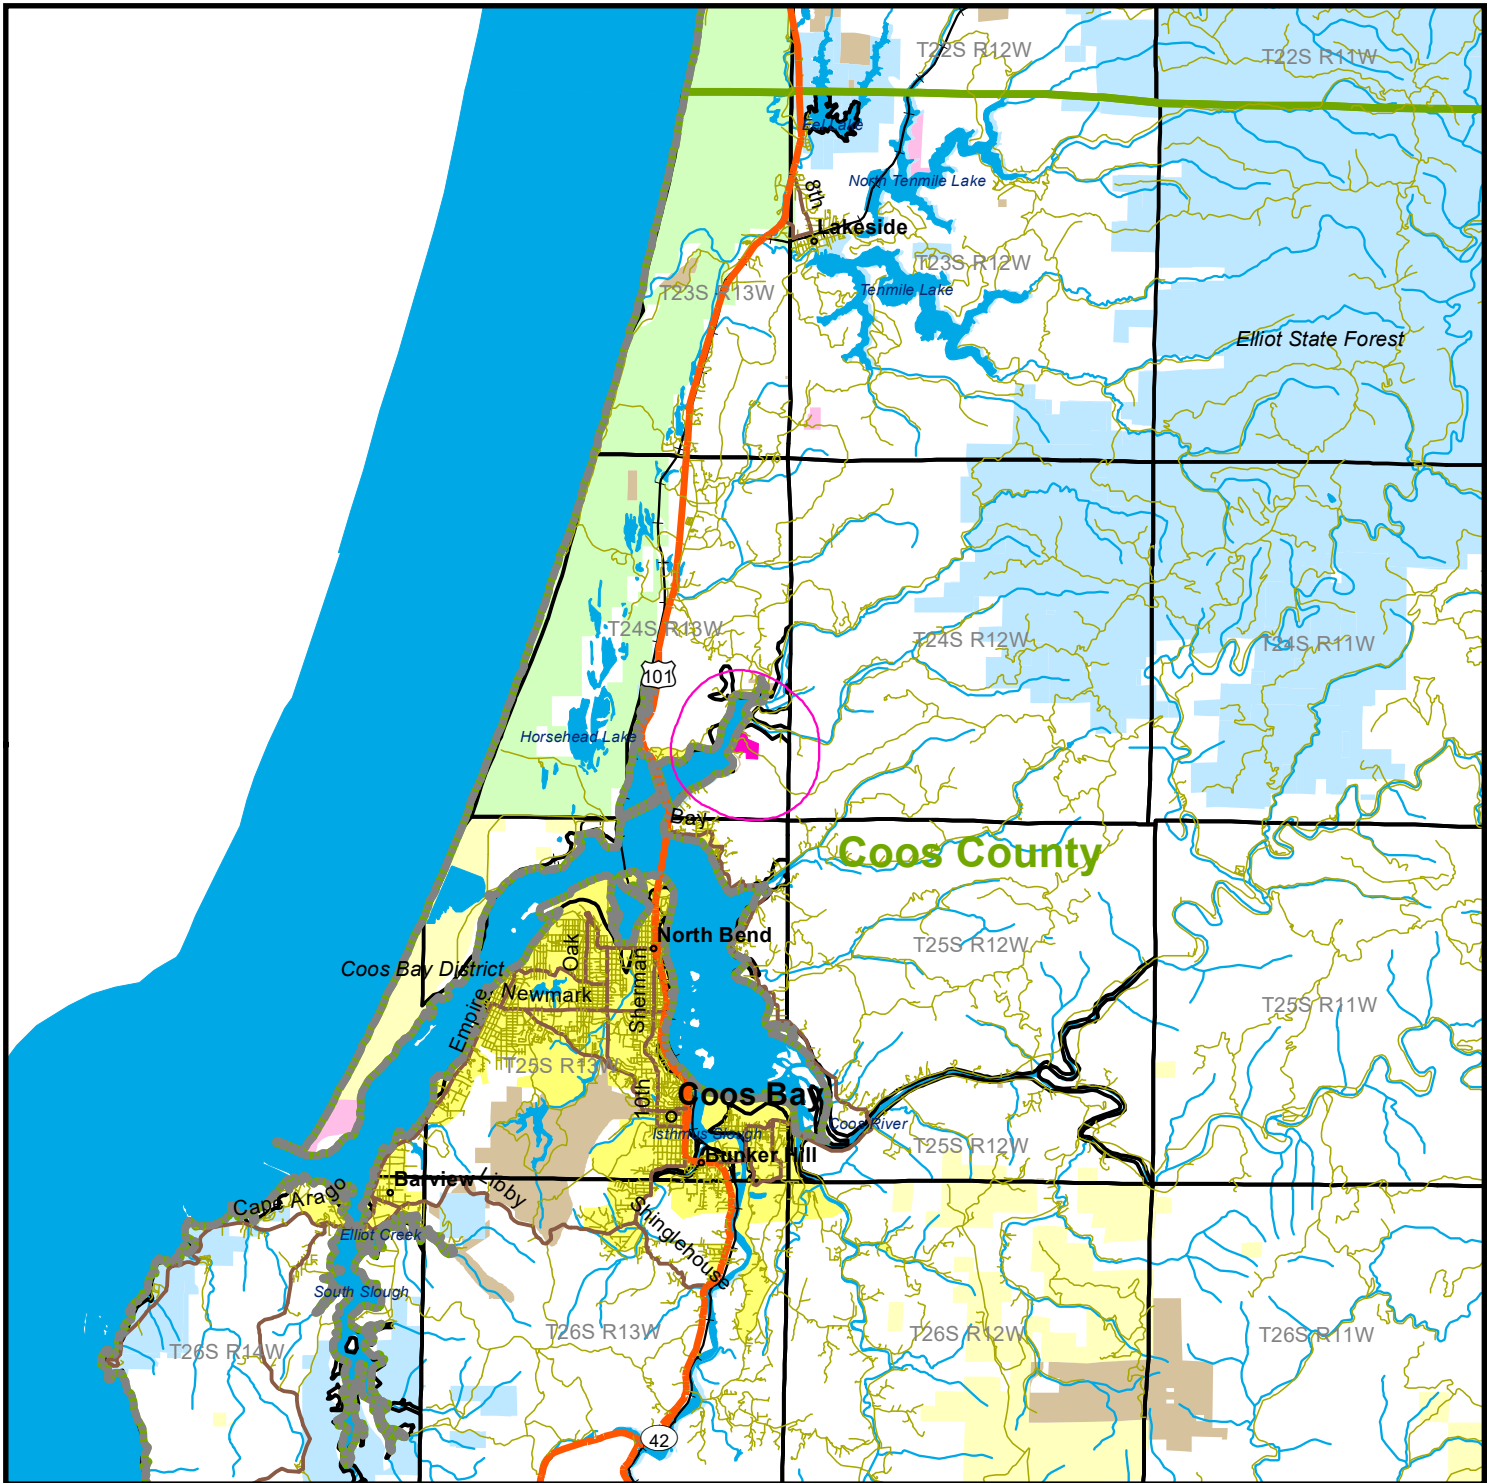 T22S R12W
T22S R11W
Eel Lake
North Tenmile Lake
8th
Lakeside
T23S R12W
T23S R13W
Tenmile Lake
Elliot State Forest
T24S R13W
T24S R12W
T24S R11W
101
Horsehead Lake
Bay
Coos County
North Bend
Oak
T25S R12W
Coos Bay District
Newmark
Sherman
Empire
T25S R11W
T25S R13W
10th
Coos Bay
Coos River
Isthmus Slough
T25S R12W
Bunker Hill
Barview
Libby
Cape Arago
Shinglehouse
Elliot Creek
South Slough
T26S R14W
T26S R13W
T26S R12W
T26S R11W
42